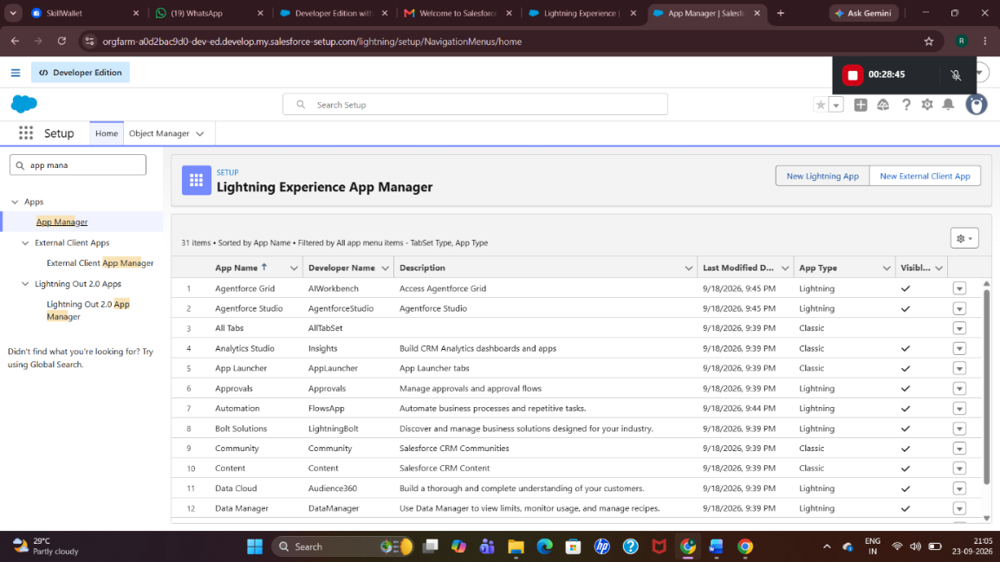 SkillWallet
(19) WhatsApp
Developer Edition with
Welcome to Salesforc
Lightning Experience |
App Manager | Salesf
Ask Gemini
orgfarm-a0d2bac9d0-dev-ed.develop.my.salesforce-setup.com/lightning/setup/NavigationMenus/home
R
Developer Edition
00:28:45
Search Setup
Setup
Home
Object Manager
app mana
Apps
App Manager
External Client Apps
External Client App Manager
Lightning Out 2.0 Apps
Lightning Out 2.0 App
Manager
Didn't find what you're looking for? Try
using Global Search.
SETUP
Lightning Experience App Manager
New Lightning App
New External Client App
31 items • Sorted by App Name • Filtered by All app menu items - TabSet Type, App Type
App Name Developer Name Description Last Modified D... App Type Visibl...
1 Agentforce Grid AIWorkbench Access Agentforce Grid 9/18/2026, 9:45 PM Lightning
2 Agentforce Studio AgentforceStudio Agentforce Studio 9/18/2026, 9:45 PM Lightning
3 All Tabs AllTabSet 9/18/2026, 9:39 PM Classic
4 Analytics Studio Insights Build CRM Analytics dashboards and apps 9/18/2026, 9:39 PM Classic
5 App Launcher AppLauncher App Launcher tabs 9/18/2026, 9:39 PM Classic
6 Approvals Approvals Manage approvals and approval flows 9/18/2026, 9:39 PM Lightning
7 Automation FlowsApp Automate business processes and repetitive tasks. 9/18/2026, 9:44 PM Lightning
8 Bolt Solutions LightningBolt Discover and manage business solutions designed for your industry. 9/18/2026, 9:39 PM Lightning
9 Community Community Salesforce CRM Communities 9/18/2026, 9:39 PM Classic
10 Content Content Salesforce CRM Content 9/18/2026, 9:39 PM Classic
11 Data Cloud Audience360 Build a thorough and complete understanding of your customers. 9/18/2026, 9:39 PM Lightning
12 Data Manager DataManager Use Data Manager to view limits, monitor usage, and manage recipes. 9/18/2026, 9:39 PM Lightning
29°C
Partly cloudy
Search
ENG
IN
21:05
23-09-2026